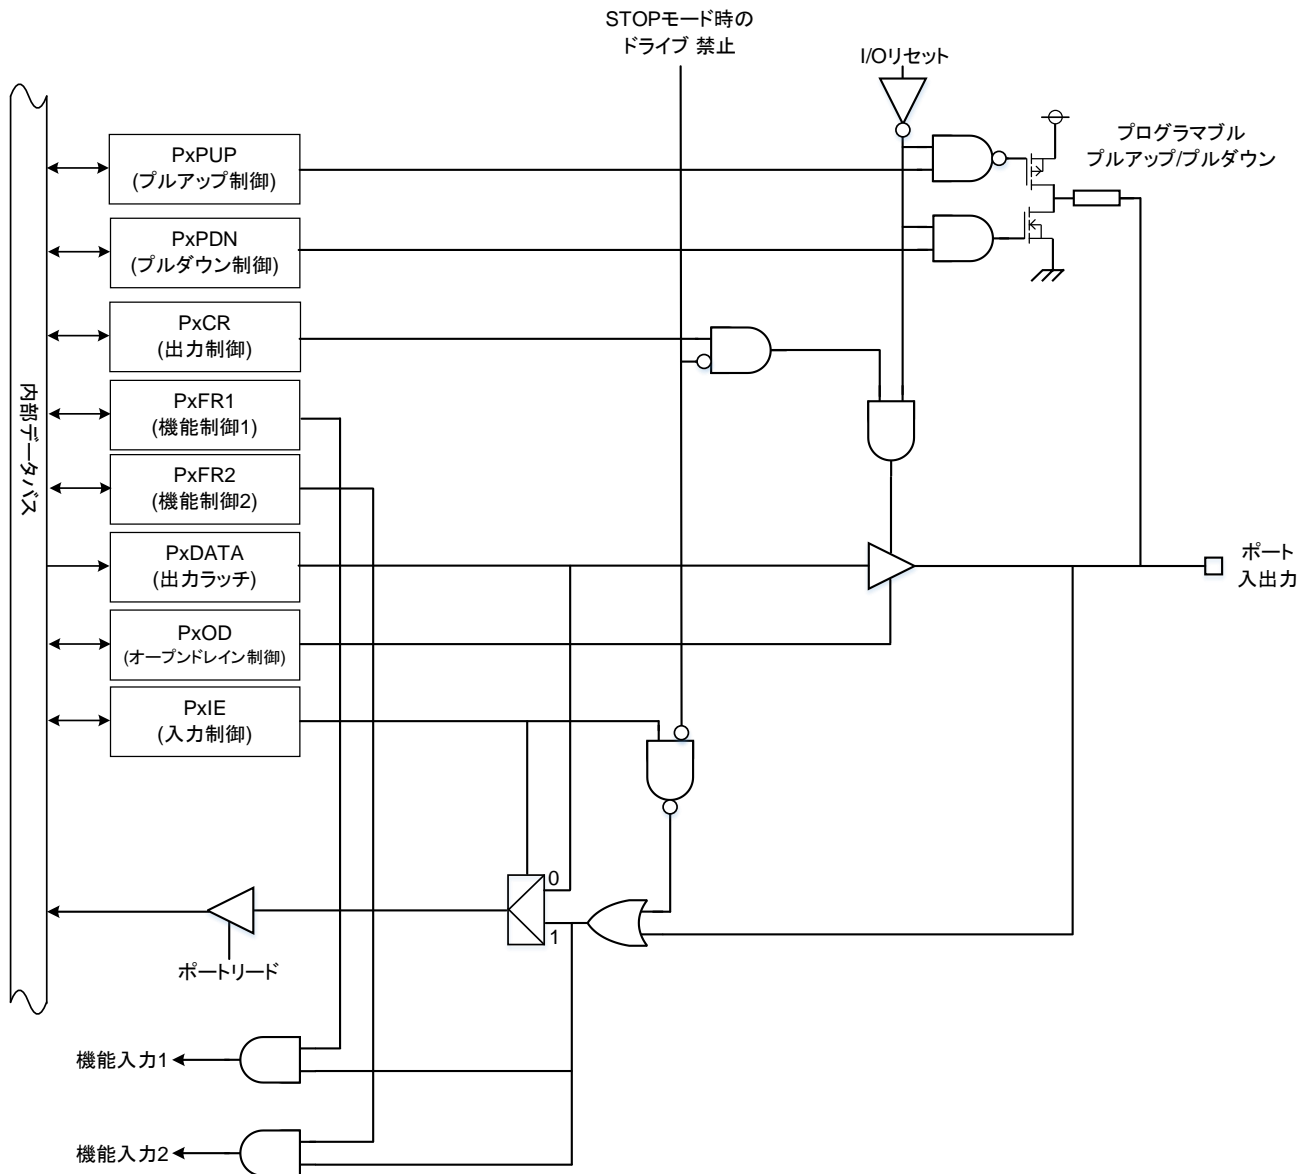 STOPモード時の
ドライブ 禁止
I/Oリセット
プログラマブル
プルアップ/プルダウン
PxPUP
(プルアップ制御)
PxPDN
(プルダウン制御)
PxCR
(出力制御)
PxFR1
(機能制御1)
PxFR2
(機能制御2)
PxDATA
(出力ラッチ)
PxOD
(オープンドレイン制御)
PxIE
(入力制御)
内部データバス
ポート
入出力
0
1
ポートリード
機能入力1
機能入力2